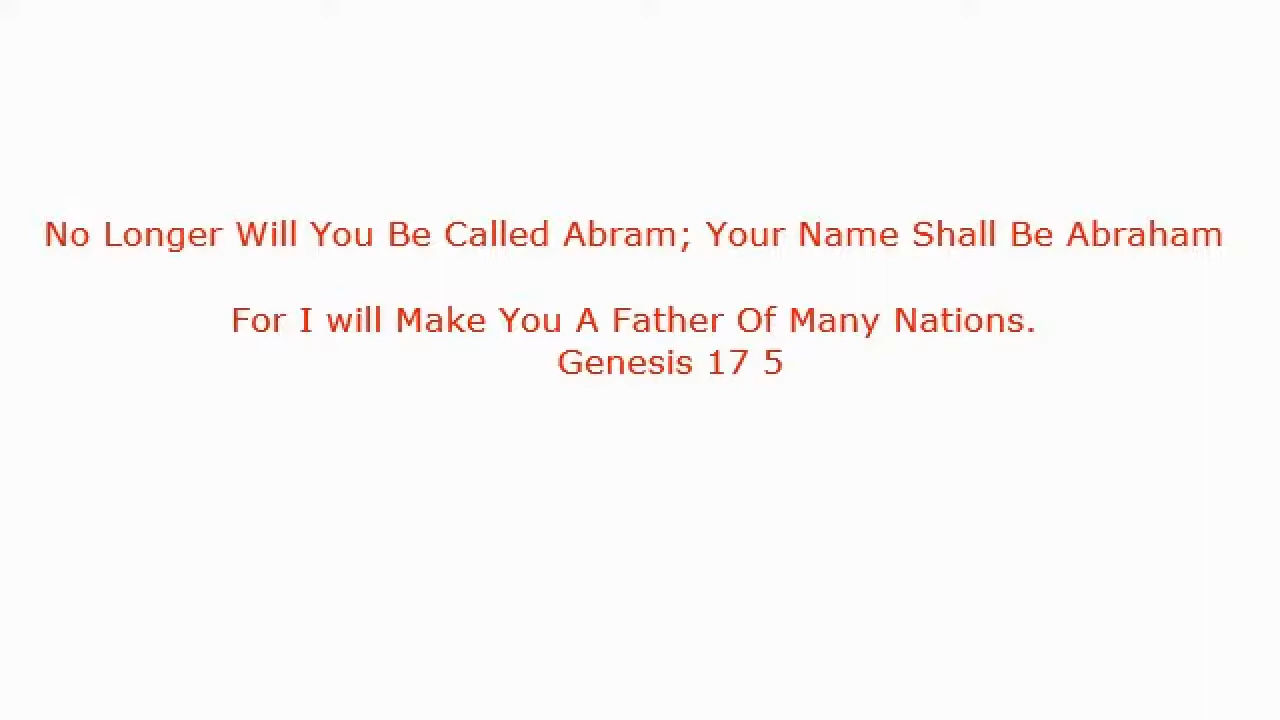 No Longer Will You Be Called Abram; Your Name Shall Be Abraham
For I will Make You A Father Of Many Nations.
Genesis 17 5